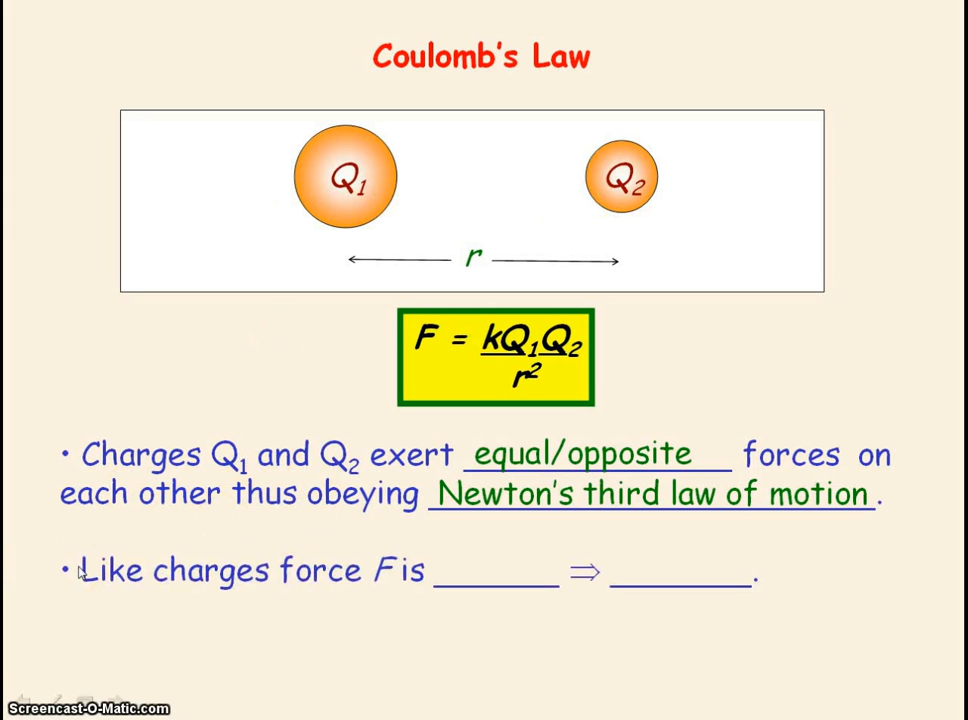 Coulomb's Law
Q₁ Q₂
r
F = kQ₁Q₂
r²
• Charges Q₁ and Q₂ exert equal/opposite forces on
each other thus obeying Newton's third law of motion.
• Like charges force F is _______ ⇒ ________.
Screencast-O-Matic.com